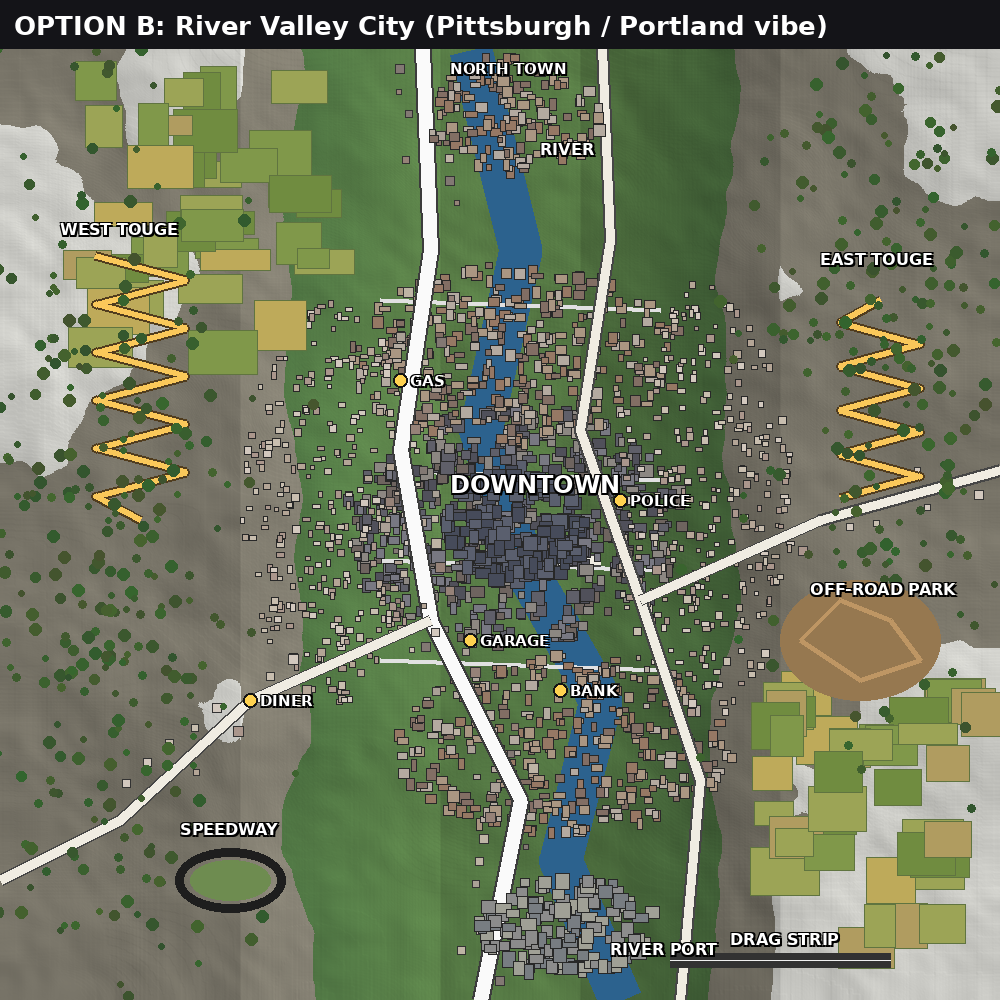 OPTION B: River Valley City (Pittsburgh / Portland vibe)
NORTH TOWN
RIVER
WEST TOUGE
EAST TOUGE
GAS
DOWNTOWN
POLICE
OFF-ROAD PARK
GARAGE
BANK
DINER
SPEEDWAY
DRAG STRIP
RIVER PORT